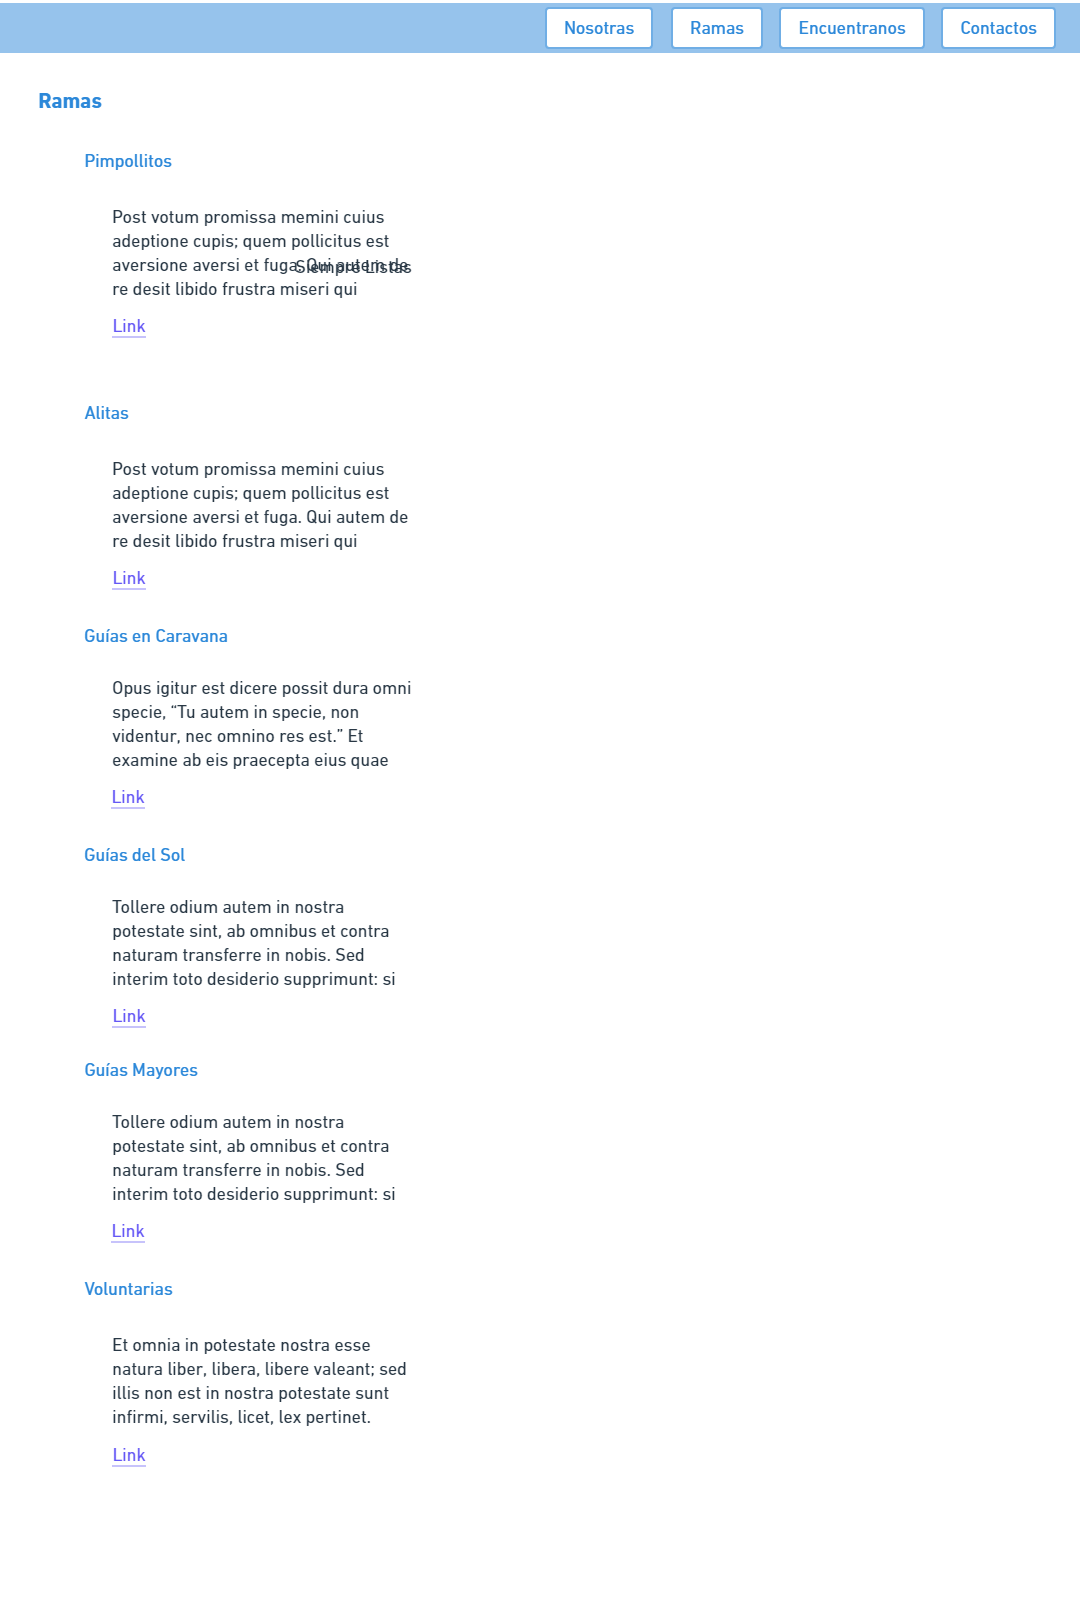 Nosotras
Ramas
Encuentranos
Contactos
Ramas
Pimpollitos
Post votum promissa memini cuius
adeptione cupis; quem pollicitus est
aversione aversi et fuga. Qui autem de
Siempre Listas
re desit libido frustra miseri qui
Link
Alitas
Post votum promissa memini cuius
adeptione cupis; quem pollicitus est
aversione aversi et fuga. Qui autem de
re desit libido frustra miseri qui
Link
Guías en Caravana
Opus igitur est dicere possit dura omni
specie, “Tu autem in specie, non
videntur, nec omnino res est.” Et
examine ab eis praecepta eius quae
Link
Guías del Sol
Tollere odium autem in nostra
potestate sint, ab omnibus et contra
naturam transferre in nobis. Sed
interim toto desiderio supprimunt: si
Link
Guías Mayores
Tollere odium autem in nostra
potestate sint, ab omnibus et contra
naturam transferre in nobis. Sed
interim toto desiderio supprimunt: si
Link
Voluntarias
Et omnia in potestate nostra esse
natura liber, libera, libere valeant; sed
illis non est in nostra potestate sunt
infirmi, servilis, licet, lex pertinet.
Link